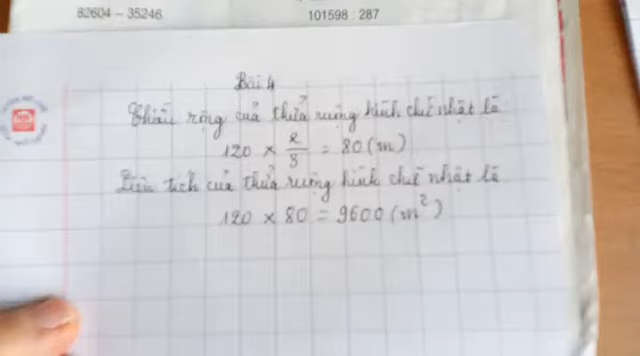 82604 – 35246 101598 : 287
Bài 4
Chiều rộng của thửa ruộng hình chữ nhật là
120 × 2/3 = 80 (m)
Diện tích của thửa ruộng hình chữ nhật là
120 × 80 = 9600 (m²)